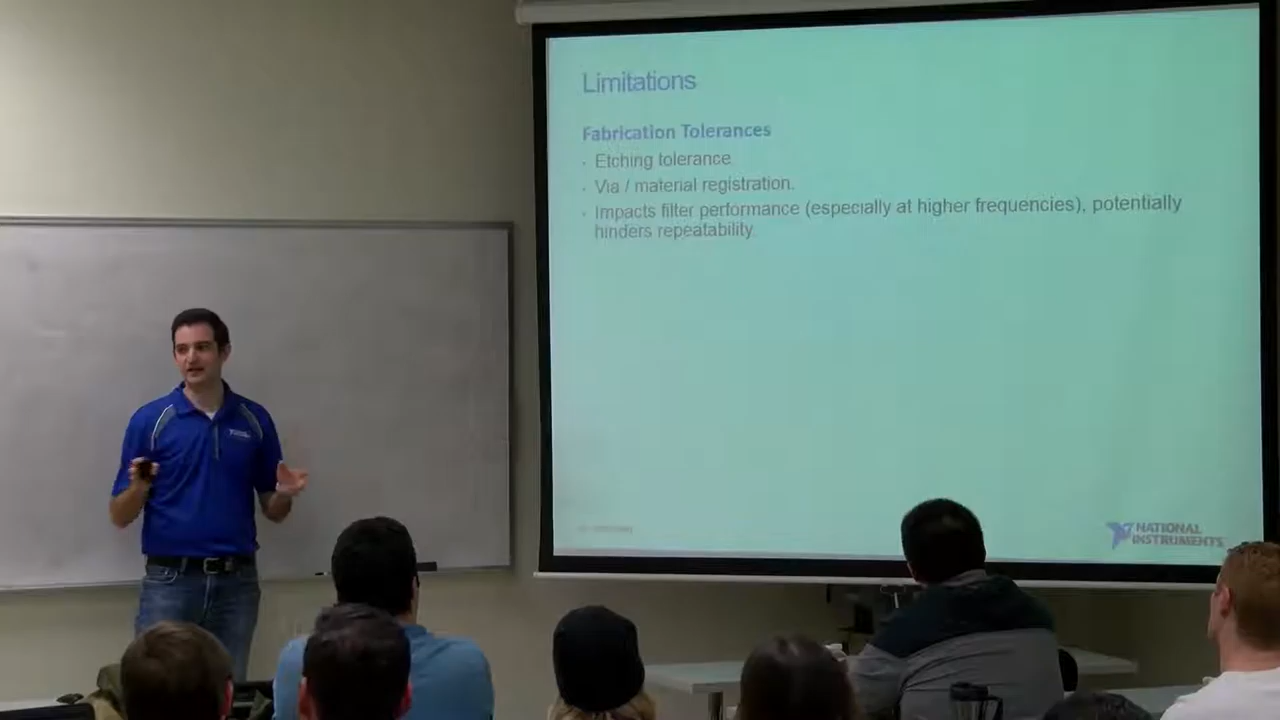 Limitations
Fabrication Tolerances
· Etching tolerance
· Via / material registration.
· Impacts filter performance (especially at higher frequencies), potentially
hinders repeatability.
NATIONAL
INSTRUMENTS